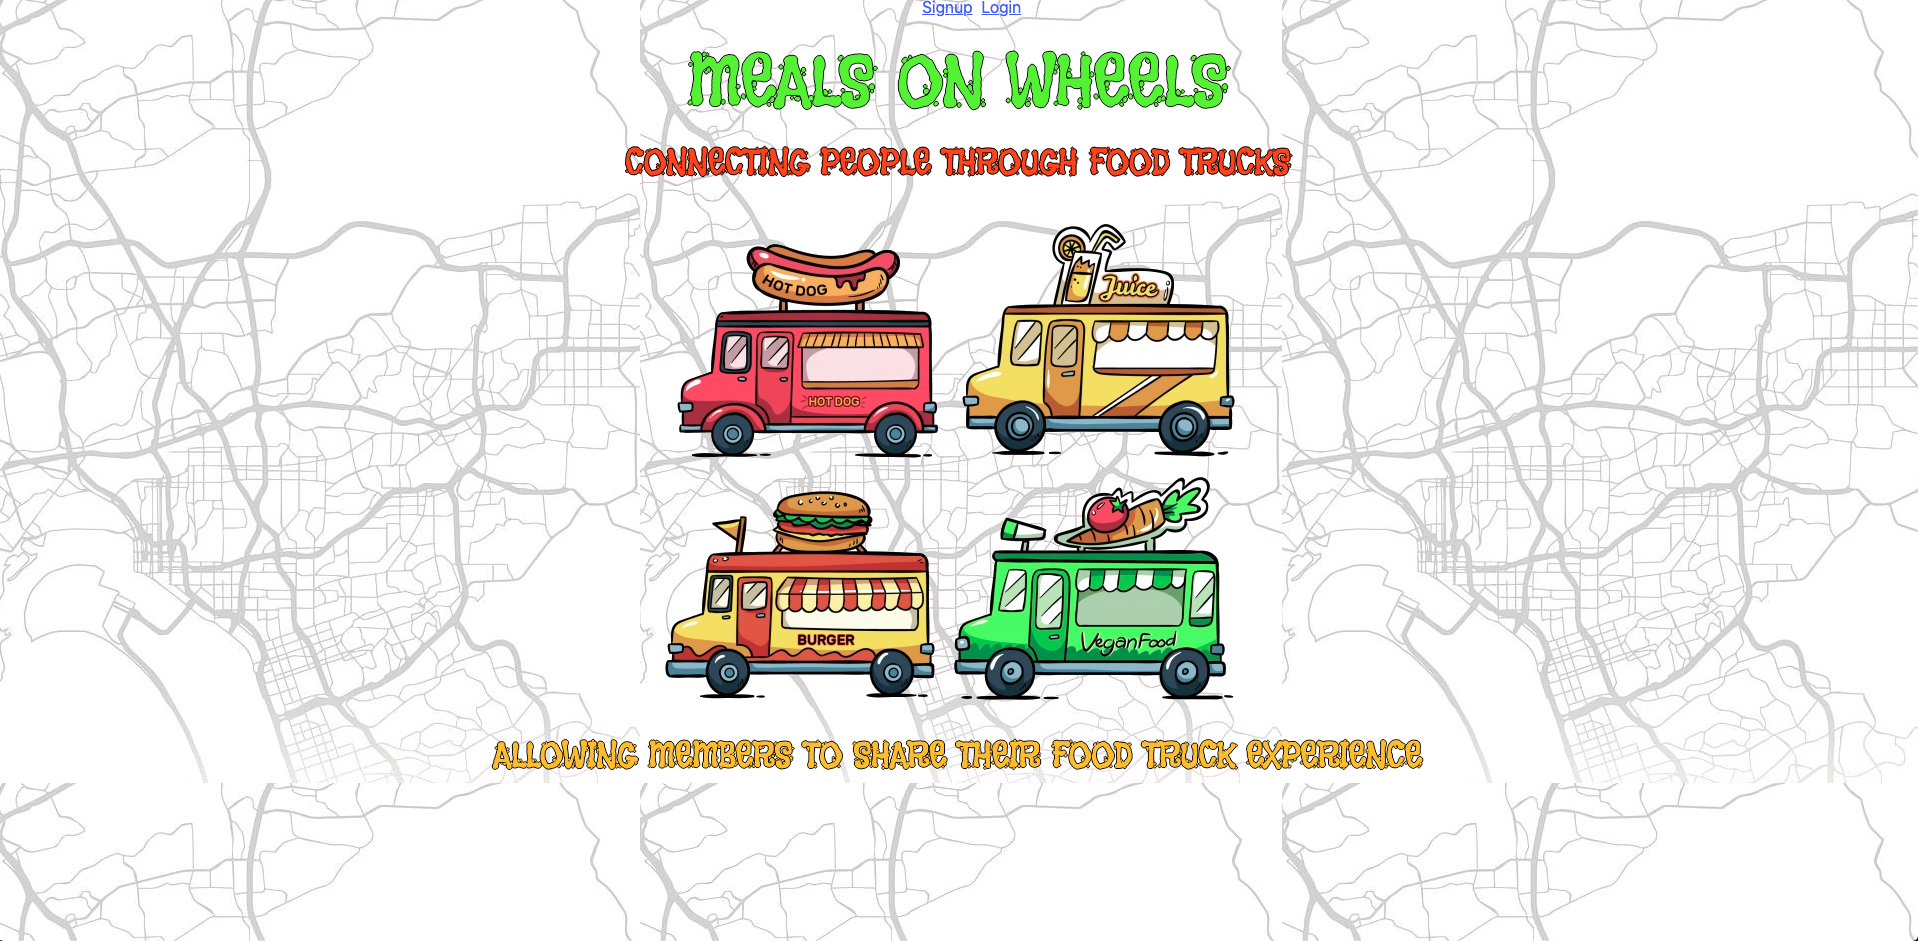 Signup Login
MEALS ON WHEELS
CONNECTING PEOPLE THROUGH FOOD TRUCKS
HOT DOG
Juice
HOT DOG
BURGER
VeganFood
ALLOWING MEMBERS TO SHARE THEIR FOOD TRUCK EXPERIENCE